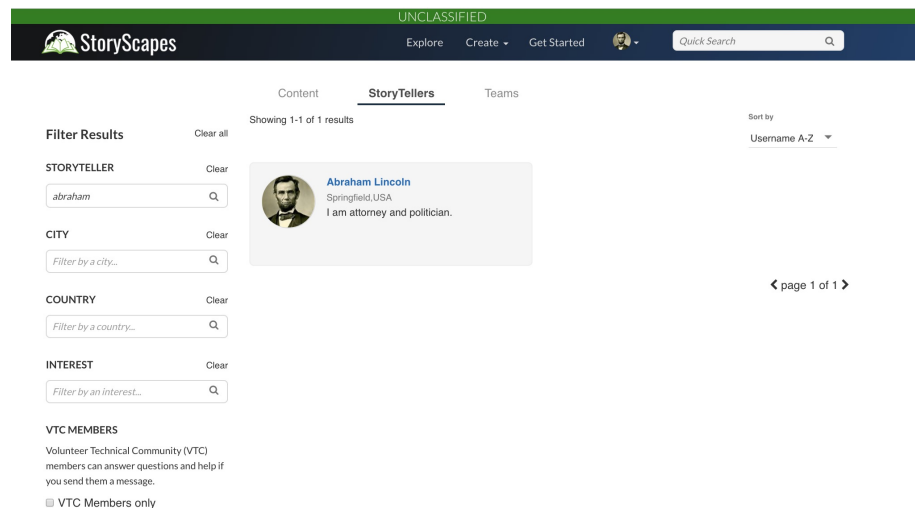 UNCLASSIFIED
StoryScapes
Explore Create Get Started Quick Search
Content StoryTellers Teams
Showing 1-1 of 1 results
Sort by
Username A-Z
Filter Results Clear all
STORYTELLER Clear
abraham
CITY Clear
Filter by a city...
COUNTRY Clear
Filter by a country...
INTEREST Clear
Filter by an interest...
VTC MEMBERS
Volunteer Technical Community (VTC)
members can answer questions and help if
you send them a message.
VTC Members only
Abraham Lincoln
Springfield,USA
I am attorney and politician.
page 1 of 1